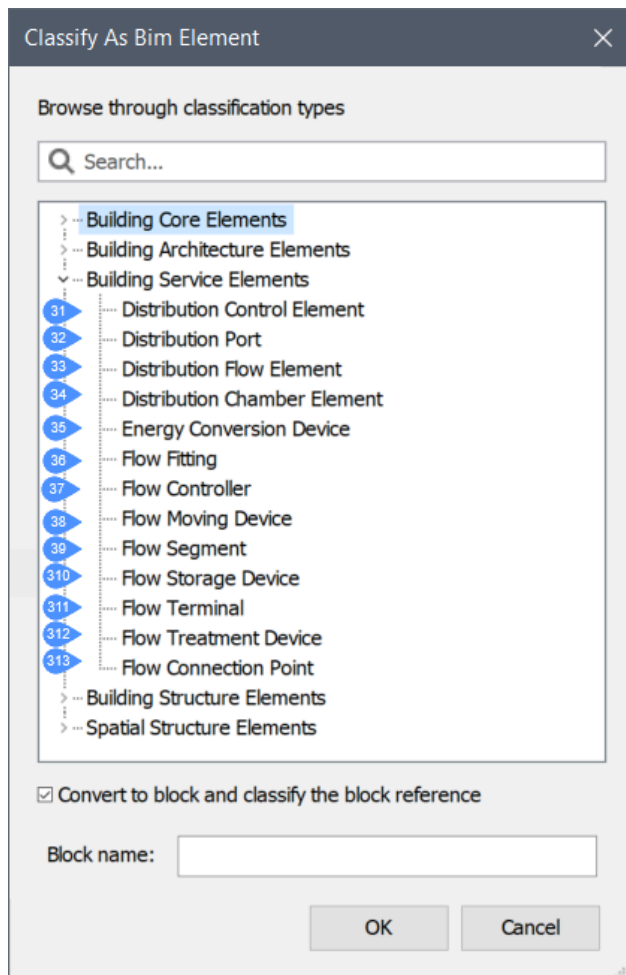 Classify As Bim Element
Browse through classification types
Search...
Building Core Elements
Building Architecture Elements
Building Service Elements
31 Distribution Control Element
32 Distribution Port
33 Distribution Flow Element
34 Distribution Chamber Element
35 Energy Conversion Device
36 Flow Fitting
37 Flow Controller
38 Flow Moving Device
39 Flow Segment
310 Flow Storage Device
311 Flow Terminal
312 Flow Treatment Device
313 Flow Connection Point
Building Structure Elements
Spatial Structure Elements
Convert to block and classify the block reference
Block name:
OK Cancel